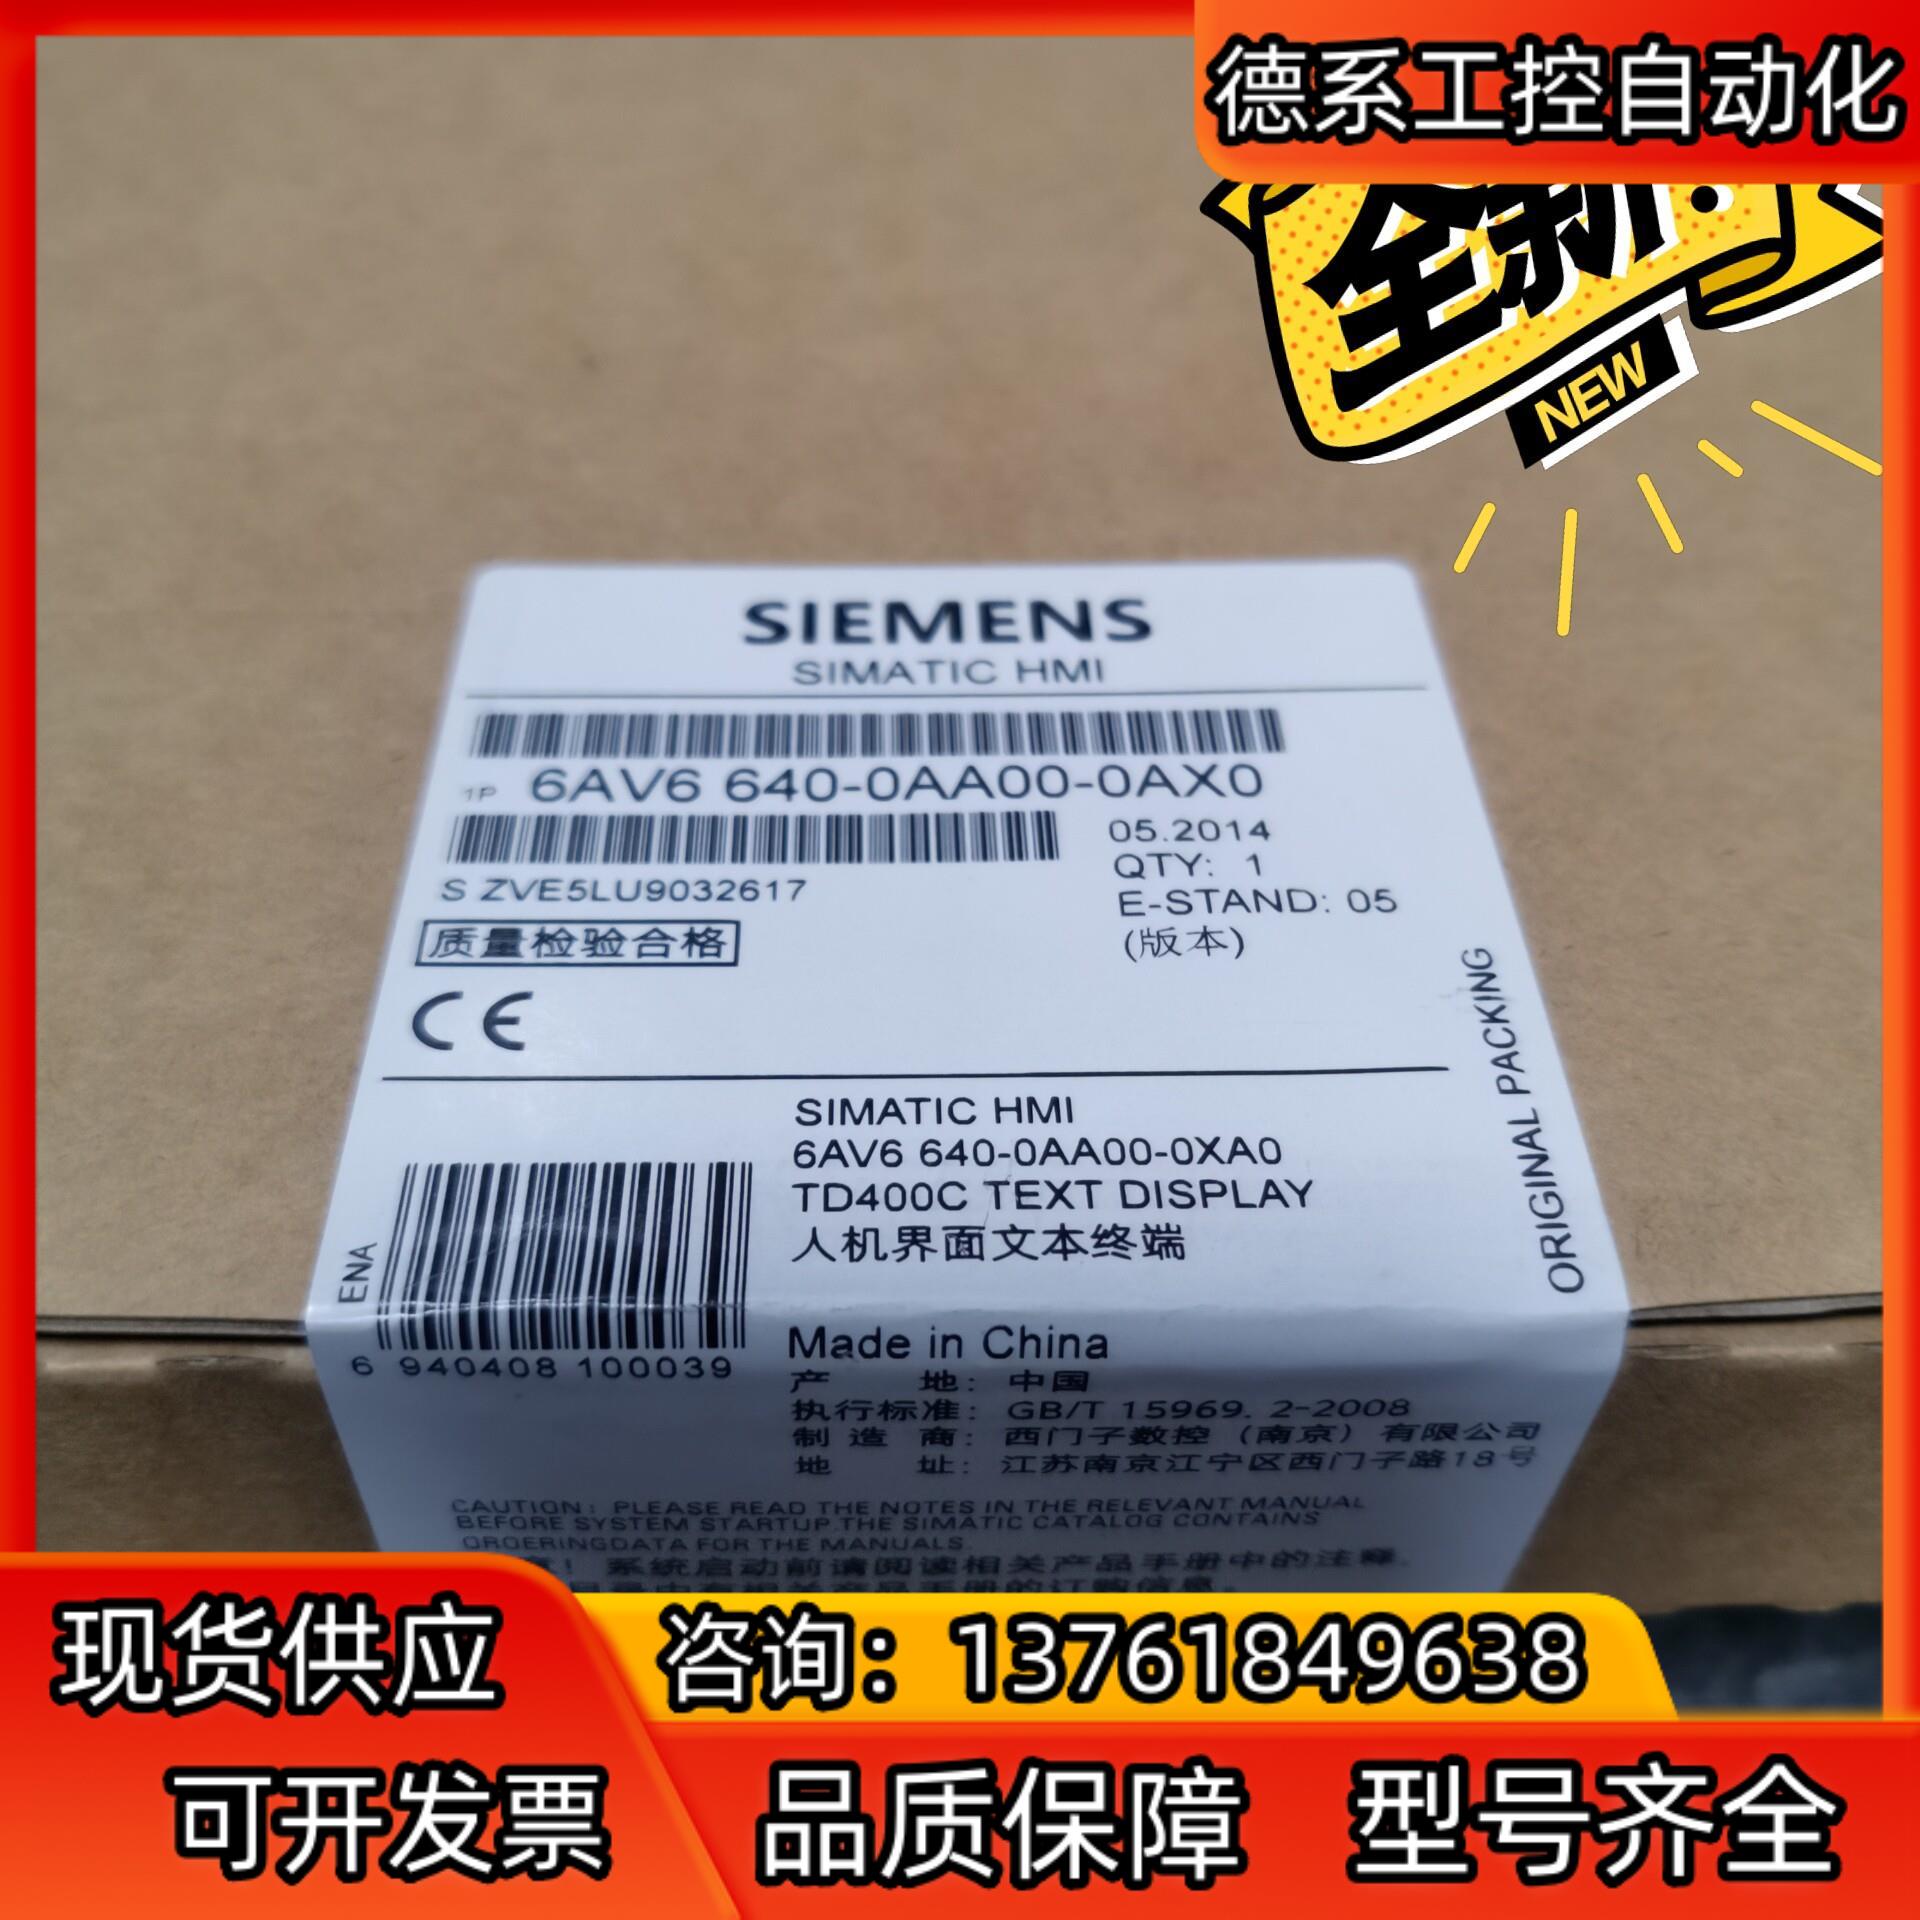 德系工控自动化
全新
NEW
SIEMENS
SIMATIC HMI
1P 6AV6 640-0AA00-0AX0
05.2014
QTY: 1
S ZVE5LU9032617
E-STAND: 05
(版本)
质量检验合格
CE
ORIGINAL PACKING
SIMATIC HMI
6AV6 640-0AA00-0XA0
TD400C TEXT DISPLAY
人机界面文本终端
ENA
6 940408 100039
Made in China
产 地: 中国
执行标准: GB/T 15969. 2-2008
制 造 商: 西门子数控 (南京) 有限公司
地 址: 江苏南京江宁区西门子路18号
CAUTION: PLEASE READ THE NOTES IN THE RELEVANT MANUAL
BEFORE SYSTEM STARTUP.THE SIMATIC CATALOG CONTAINS
ORDERINGDATA FOR THE MANUALS.
! 系统启动前请阅读相关产品手册中的注释.
现货供应
咨询：13761849638
可开发票
品质保障 型号齐全